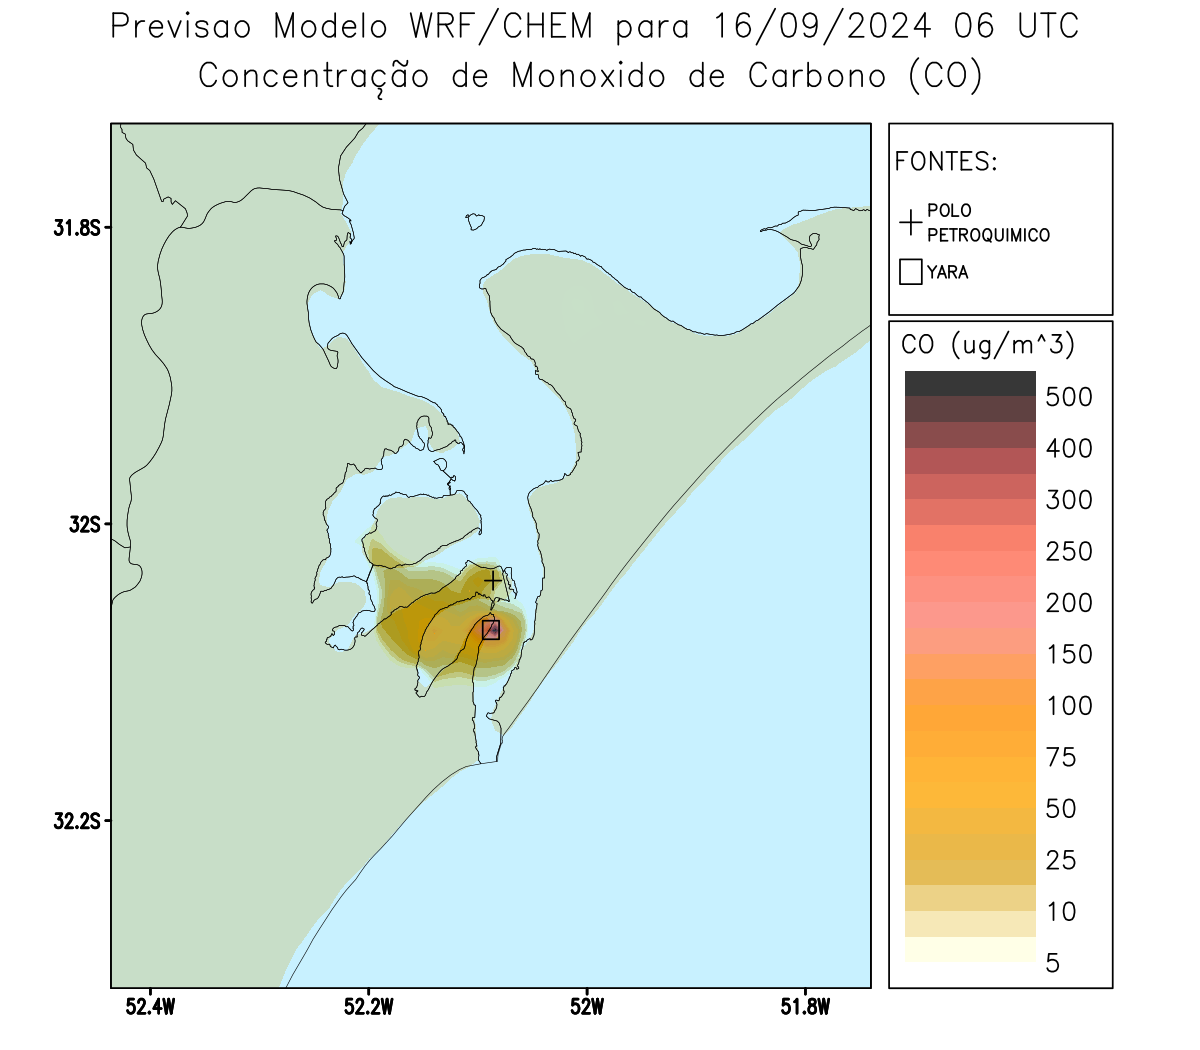 Previsao Modelo WRF/CHEM para 16/09/2024 06 UTC
Concentração de Monoxido de Carbono (CO)
FONTES:
POLO
PETROQUIMICO
YARA
CO (ug/m^3)
500
400
300
250
200
150
100
75
50
25
10
5
31.8S
32S
32.2S
52.4W
52.2W
52W
51.8W